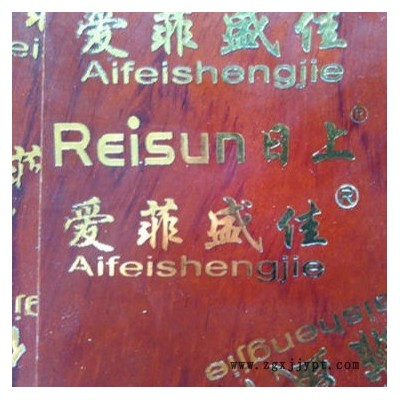 爱菲盛佳
Aifeishengjie
Reisun日上®
爱菲盛佳®
Aifeishengjie
aishengjie
www.zgxjjypt.com